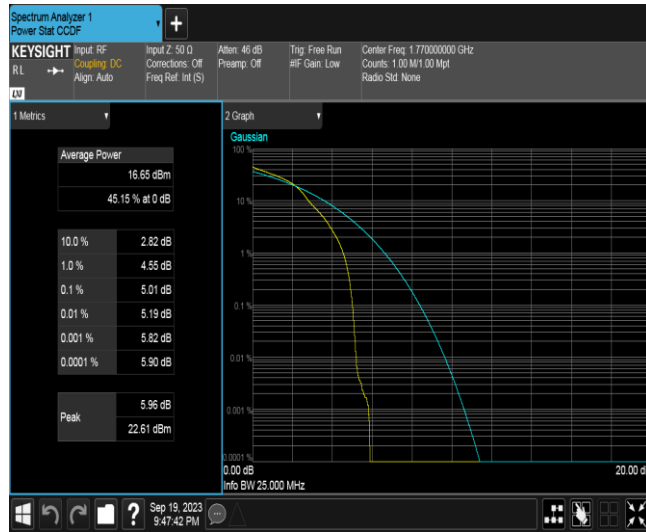 Spectrum Analyzer 1
Power Stat CCDF
KEYSIGHT
RL
LXI
Input: RF
Coupling: DC
Align: Auto
Input Z: 50 Ω
Corrections: Off
Freq Ref: Int (S)
Atten: 46 dB
Preamp: Off
Trig: Free Run
#IF Gain: Low
Center Freq: 1.770000000 GHz
Counts: 1.00 M/1.00 Mpt
Radio Std: None
1 Metrics
Average Power
16.65 dBm
45.15 % at 0 dB
10.0 % 2.82 dB
1.0 % 4.55 dB
0.1 % 5.01 dB
0.01 % 5.19 dB
0.001 % 5.82 dB
0.0001 % 5.90 dB
Peak
5.96 dB
22.61 dBm
2 Graph
Gaussian
100 %
10 %
1 %
0.1 %
0.01 %
0.001 %
0.0001 %
0.00 dB
20.00 d
Info BW 25.000 MHz
?
Sep 19, 2023
9:47:42 PM